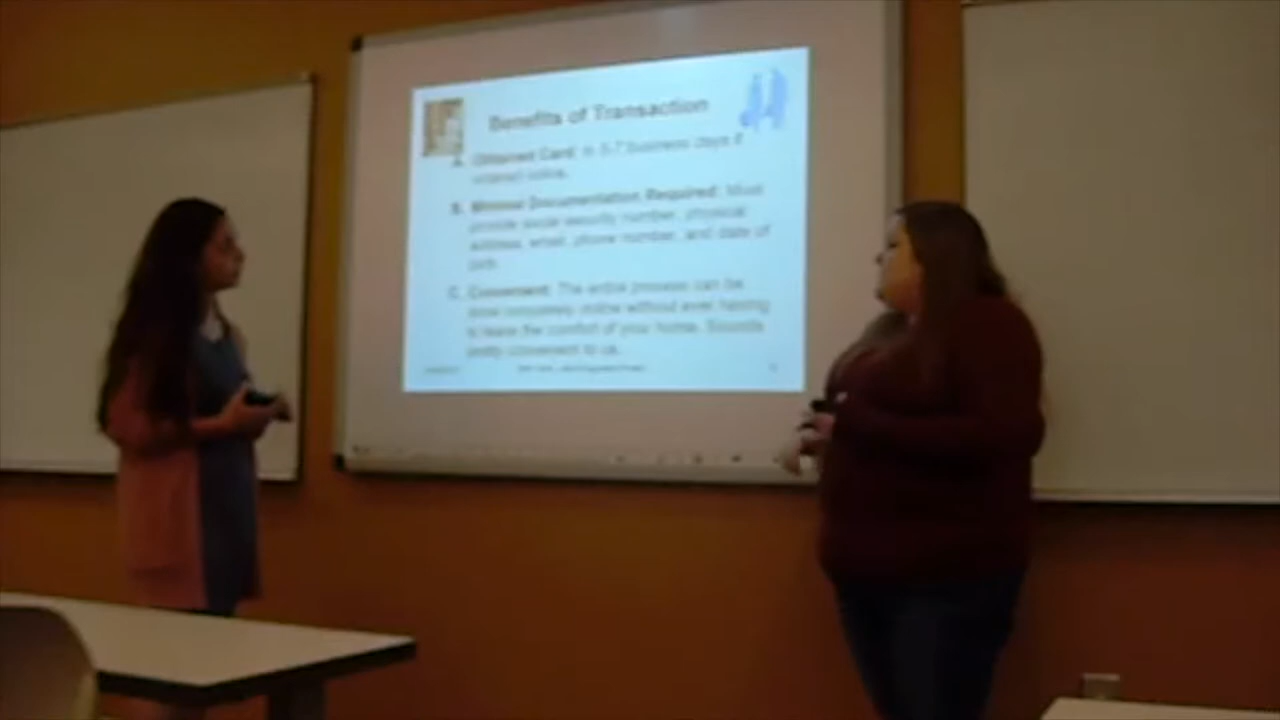 Benefits of Transaction
A. Obtained Card: In 5-7 business days if
ordered online.
B. Minimal Documentation Required: Must
provide social security number, physical
address, email, phone number, and date of
birth.
C. Convenient: The entire process can be
done completely online without ever having
to leave the comfort of your home. Sounds
pretty convenient to us.